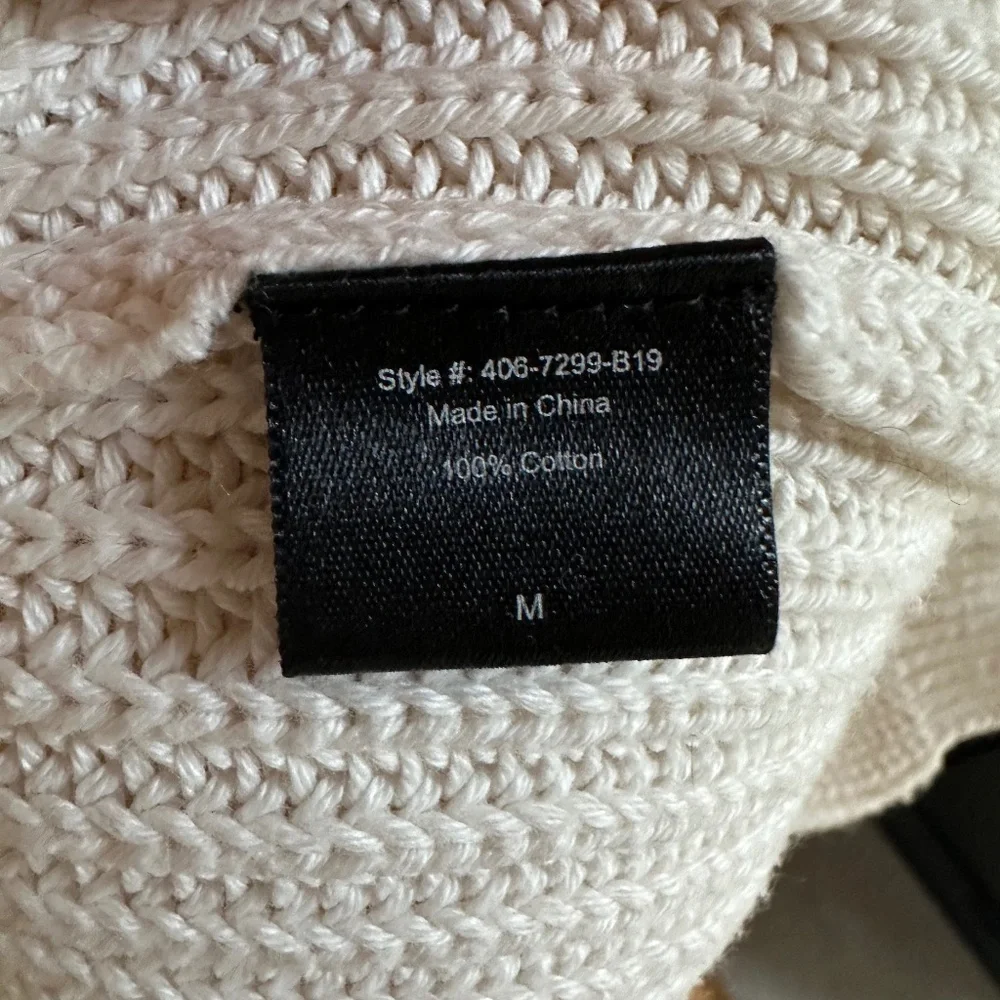 Style #: 406-7299-B19
Made in China
100% Cotton
M